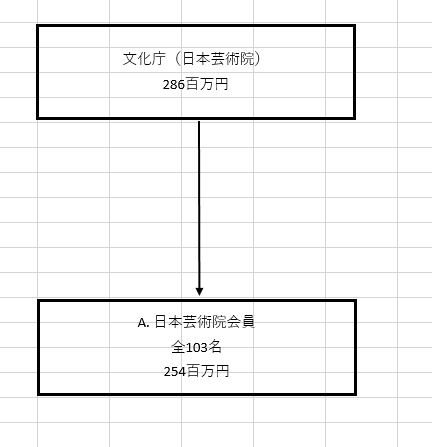 文化庁（日本芸術院）
286百万円
A. 日本芸術院会員
全103名
254百万円